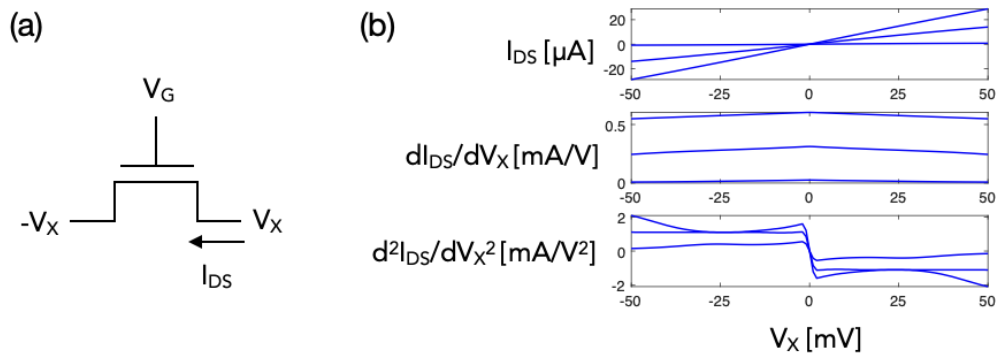 (a)
V_G
-V_X
V_X
I_DS
(b)
I_DS [µA]
20
0
-20
-50
-25
0
25
50
dI_DS/dV_X [mA/V]
0.5
0
-50
-25
0
25
50
d²I_DS/dV_X² [mA/V²]
2
0
-2
-50
-25
0
25
50
V_X [mV]